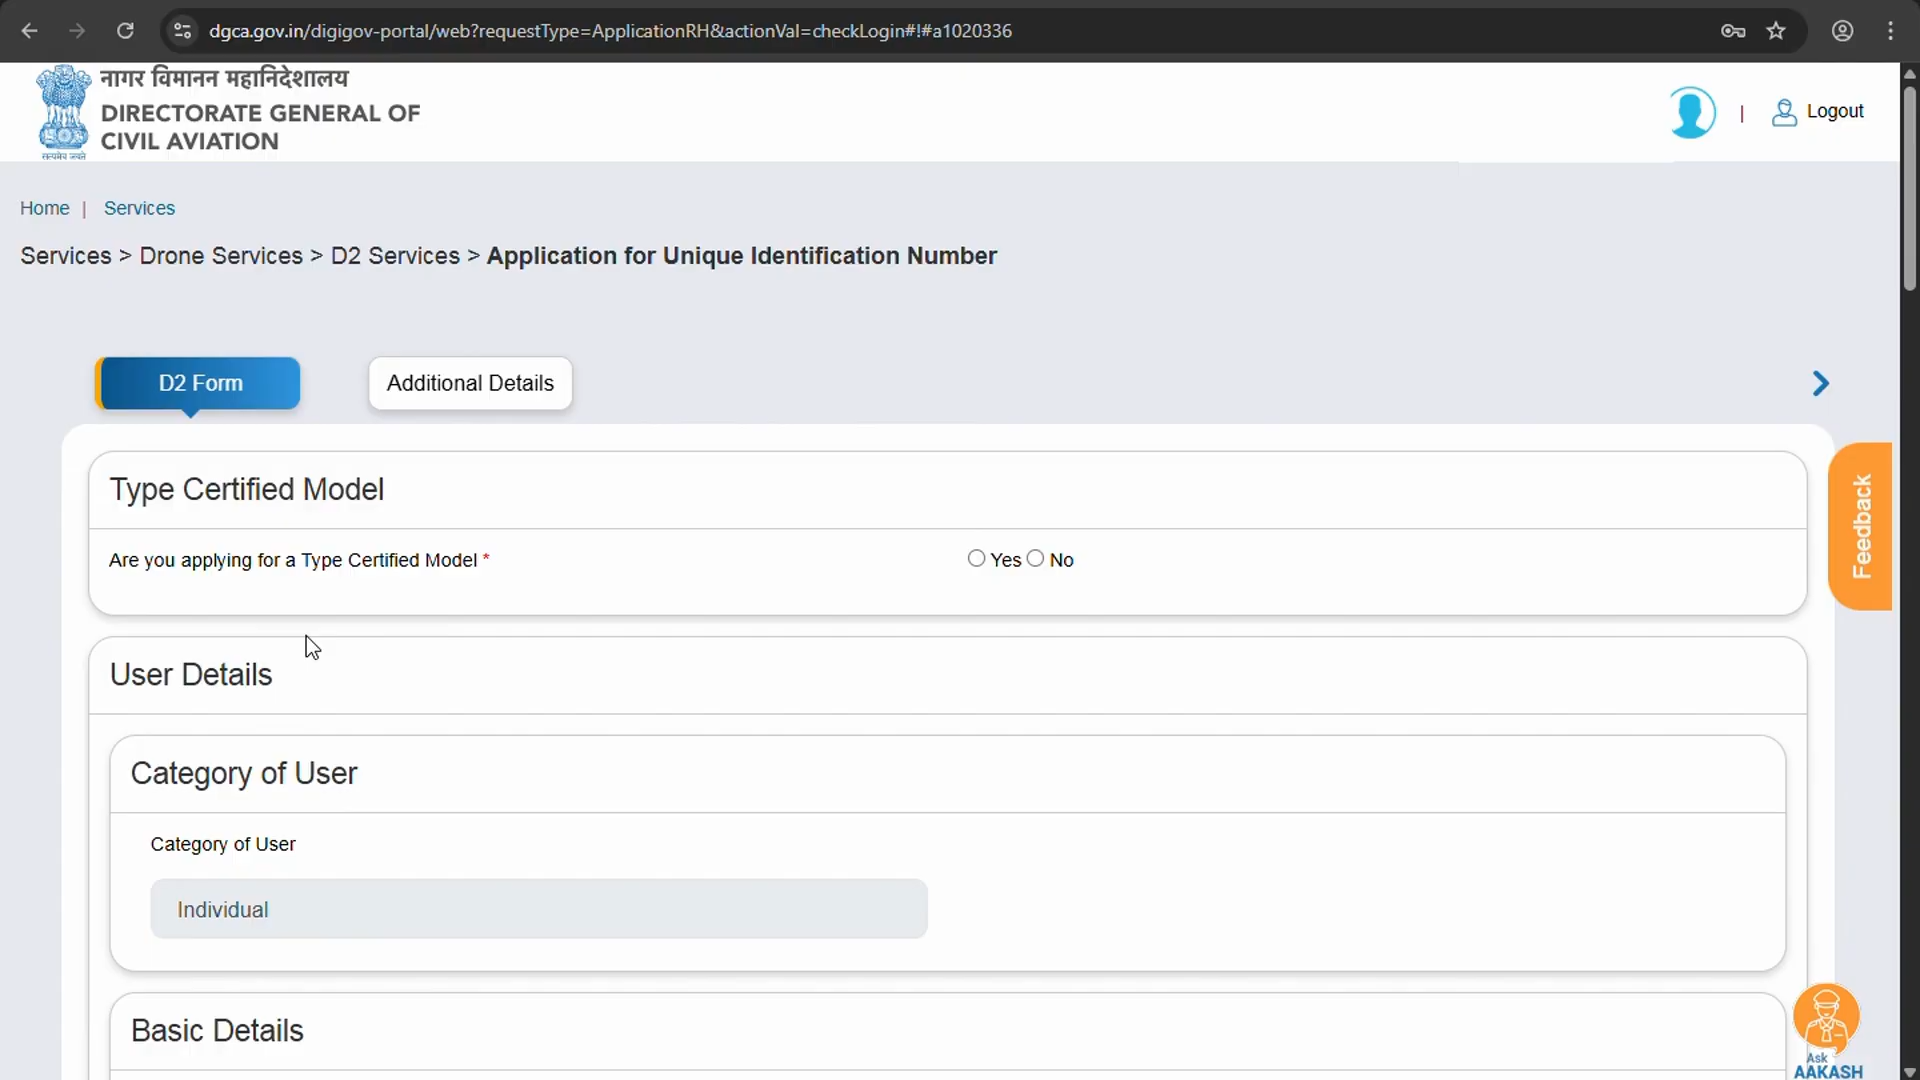 dgca.gov.in/digigov-portal/web?requestType=ApplicationRH&actionVal=checkLogin#!#a1020336
नागर विमानन महानिदेशालय
DIRECTORATE GENERAL OF
CIVIL AVIATION
सत्यमेव जयते
| Logout
Home | Services
Services > Drone Services > D2 Services > Application for Unique Identification Number
D2 Form
Additional Details
Type Certified Model
Are you applying for a Type Certified Model *
Yes No
Feedback
User Details
Category of User
Category of User
Individual
Basic Details
Ask
AAKASH